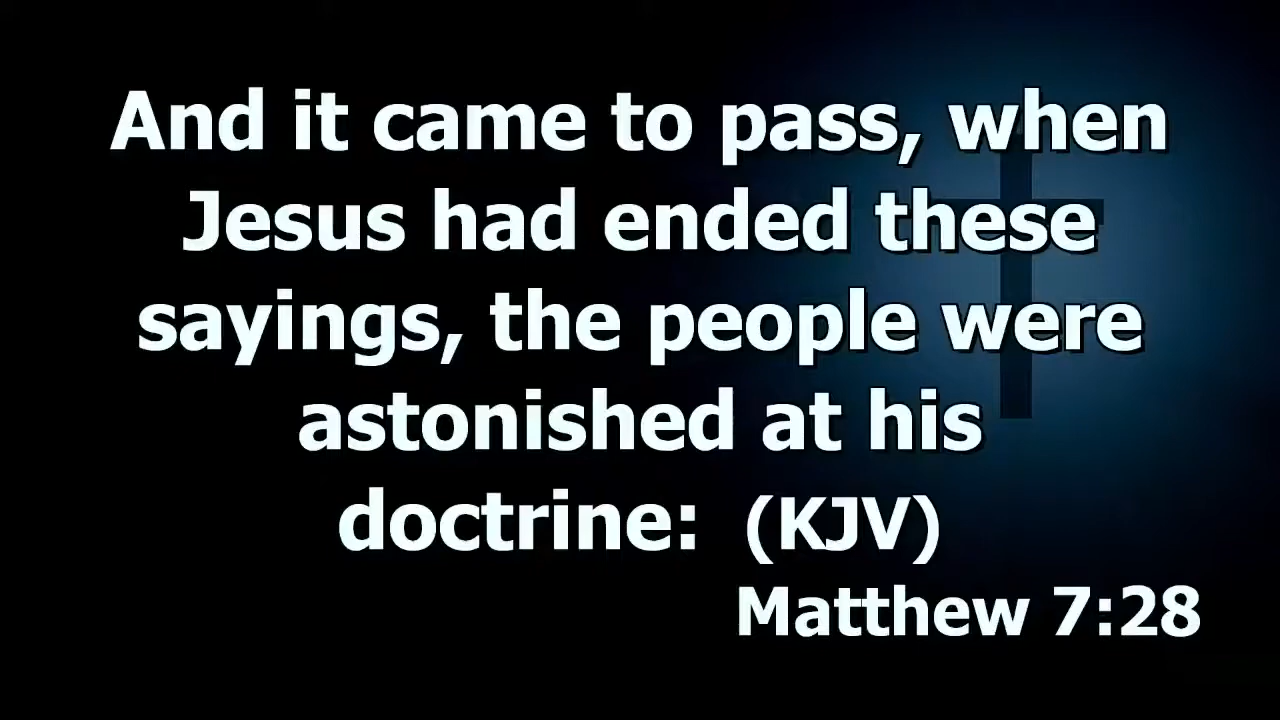 And it came to pass, when
Jesus had ended these
sayings, the people were
astonished at his
doctrine: (KJV)
Matthew 7:28